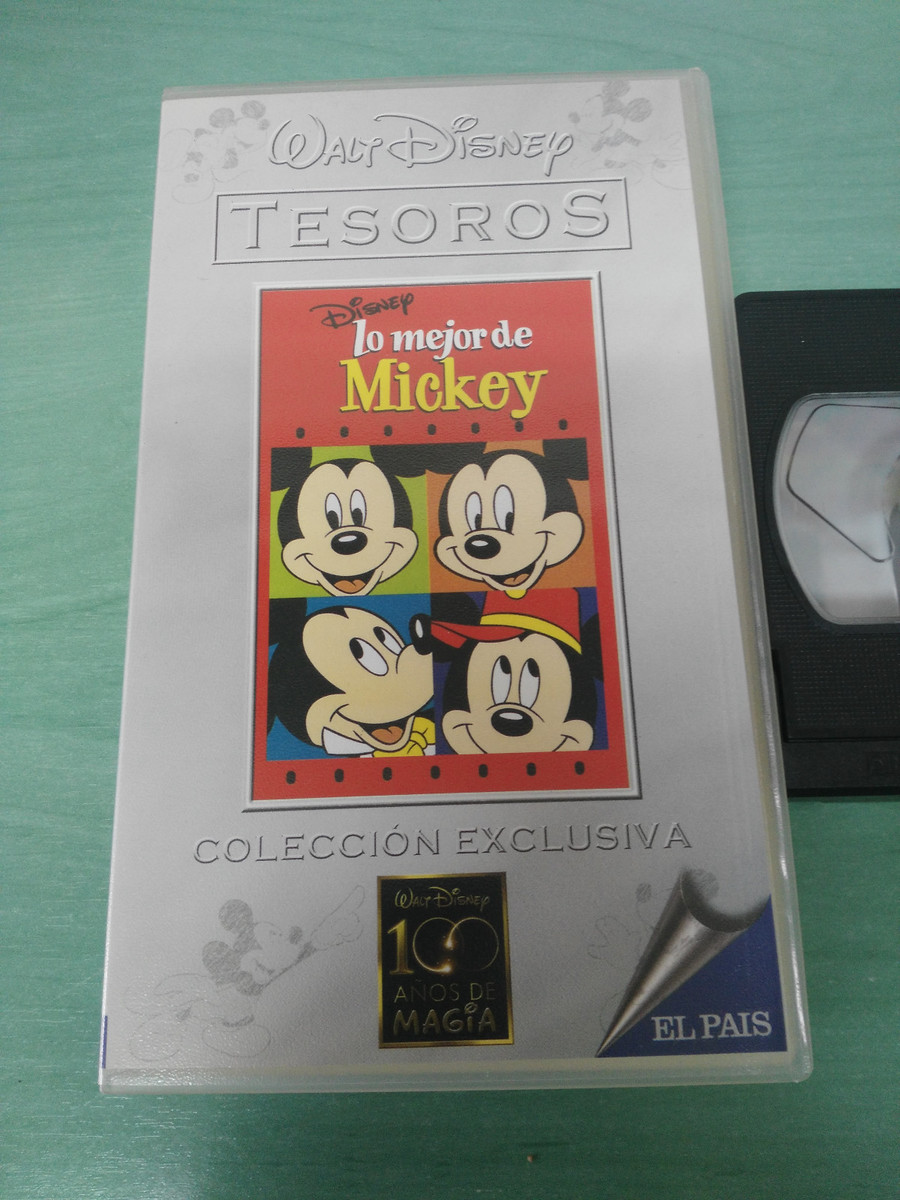 WALT DISNEY
TESOROS
DISNEY
lo mejor de
Mickey
COLECCIÓN EXCLUSIVA
WALT DISNEY
100
AÑOS DE
MAGiA
EL PAIS